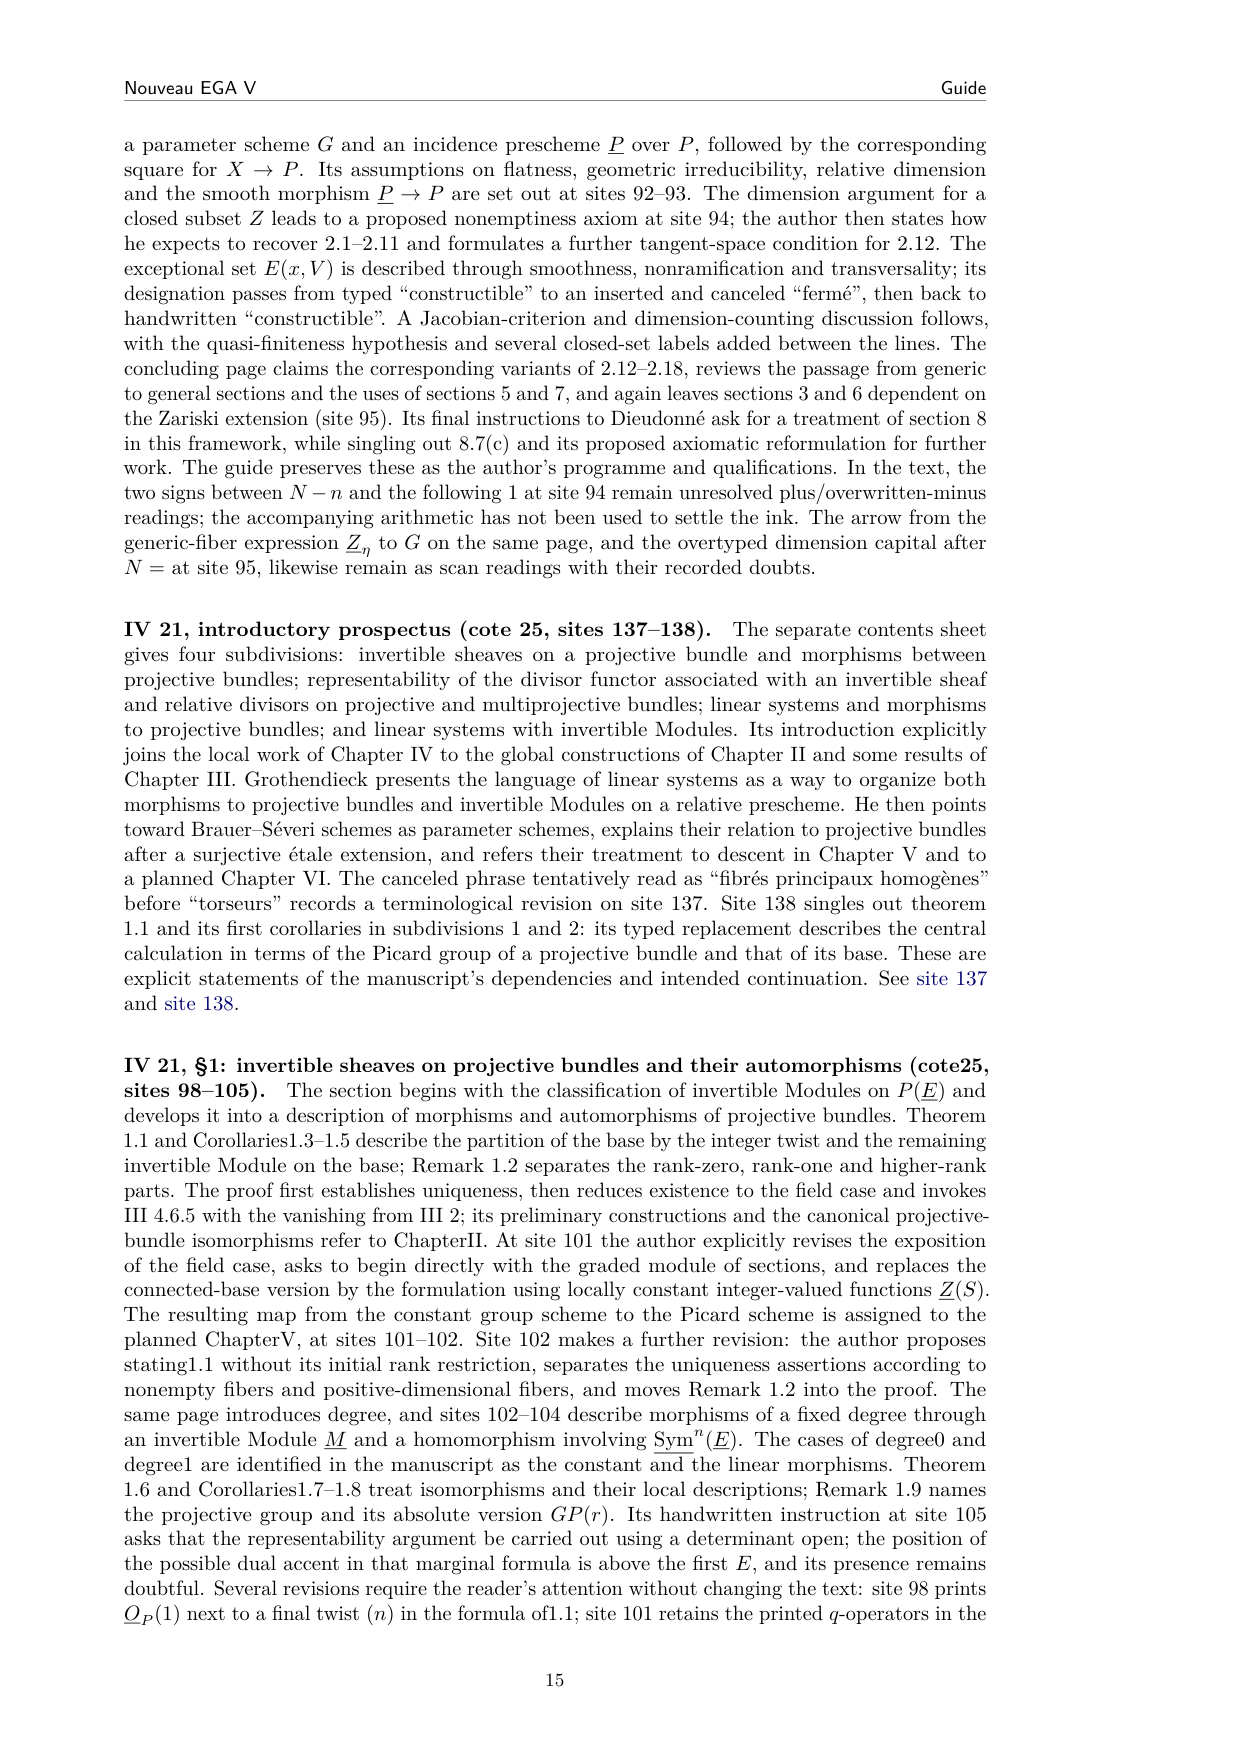 Nouveau EGA V Guide
a parameter scheme G and an incidence prescheme P over P, followed by the corresponding
square for X → P. Its assumptions on flatness, geometric irreducibility, relative dimension
and the smooth morphism P → P are set out at sites 92–93. The dimension argument for a
closed subset Z leads to a proposed nonemptiness axiom at site 94; the author then states how
he expects to recover 2.1–2.11 and formulates a further tangent-space condition for 2.12. The
exceptional set E(x, V) is described through smoothness, nonramification and transversality; its
designation passes from typed “constructible” to an inserted and canceled “fermé”, then back to
handwritten “constructible”. A Jacobian-criterion and dimension-counting discussion follows,
with the quasi-finiteness hypothesis and several closed-set labels added between the lines. The
concluding page claims the corresponding variants of 2.12–2.18, reviews the passage from generic
to general sections and the uses of sections 5 and 7, and again leaves sections 3 and 6 dependent on
the Zariski extension (site 95). Its final instructions to Dieudonné ask for a treatment of section 8
in this framework, while singling out 8.7(c) and its proposed axiomatic reformulation for further
work. The guide preserves these as the author’s programme and qualifications. In the text, the
two signs between N − n and the following 1 at site 94 remain unresolved plus/overwritten-minus
readings; the accompanying arithmetic has not been used to settle the ink. The arrow from the
generic-fiber expression Z_η to G on the same page, and the overtyped dimension capital after
N = at site 95, likewise remain as scan readings with their recorded doubts.
IV 21, introductory prospectus (cote 25, sites 137–138). The separate contents sheet
gives four subdivisions: invertible sheaves on a projective bundle and morphisms between
projective bundles; representability of the divisor functor associated with an invertible sheaf
and relative divisors on projective and multiprojective bundles; linear systems and morphisms
to projective bundles; and linear systems with invertible Modules. Its introduction explicitly
joins the local work of Chapter IV to the global constructions of Chapter II and some results of
Chapter III. Grothendieck presents the language of linear systems as a way to organize both
morphisms to projective bundles and invertible Modules on a relative prescheme. He then points
toward Brauer–Séveri schemes as parameter schemes, explains their relation to projective bundles
after a surjective étale extension, and refers their treatment to descent in Chapter V and to
a planned Chapter VI. The canceled phrase tentatively read as “fibrés principaux homogènes”
before “torseurs” records a terminological revision on site 137. Site 138 singles out theorem
1.1 and its first corollaries in subdivisions 1 and 2: its typed replacement describes the central
calculation in terms of the Picard group of a projective bundle and that of its base. These are
explicit statements of the manuscript’s dependencies and intended continuation. See site 137
and site 138.
IV 21, §1: invertible sheaves on projective bundles and their automorphisms (cote25,
sites 98–105). The section begins with the classification of invertible Modules on P(E) and
develops it into a description of morphisms and automorphisms of projective bundles. Theorem
1.1 and Corollaries1.3–1.5 describe the partition of the base by the integer twist and the remaining
invertible Module on the base; Remark 1.2 separates the rank-zero, rank-one and higher-rank
parts. The proof first establishes uniqueness, then reduces existence to the field case and invokes
III 4.6.5 with the vanishing from III 2; its preliminary constructions and the canonical projective-
bundle isomorphisms refer to ChapterII. At site 101 the author explicitly revises the exposition
of the field case, asks to begin directly with the graded module of sections, and replaces the
connected-base version by the formulation using locally constant integer-valued functions Z(S).
The resulting map from the constant group scheme to the Picard scheme is assigned to the
planned ChapterV, at sites 101–102. Site 102 makes a further revision: the author proposes
stating1.1 without its initial rank restriction, separates the uniqueness assertions according to
nonempty fibers and positive-dimensional fibers, and moves Remark 1.2 into the proof. The
same page introduces degree, and sites 102–104 describe morphisms of a fixed degree through
an invertible Module M and a homomorphism involving Sym^n(E). The cases of degree0 and
degree1 are identified in the manuscript as the constant and the linear morphisms. Theorem
1.6 and Corollaries1.7–1.8 treat isomorphisms and their local descriptions; Remark 1.9 names
the projective group and its absolute version GP(r). Its handwritten instruction at site 105
asks that the representability argument be carried out using a determinant open; the position of
the possible dual accent in that marginal formula is above the first E, and its presence remains
doubtful. Several revisions require the reader’s attention without changing the text: site 98 prints
O_P(1) next to a final twist (n) in the formula of1.1; site 101 retains the printed q-operators in the
15